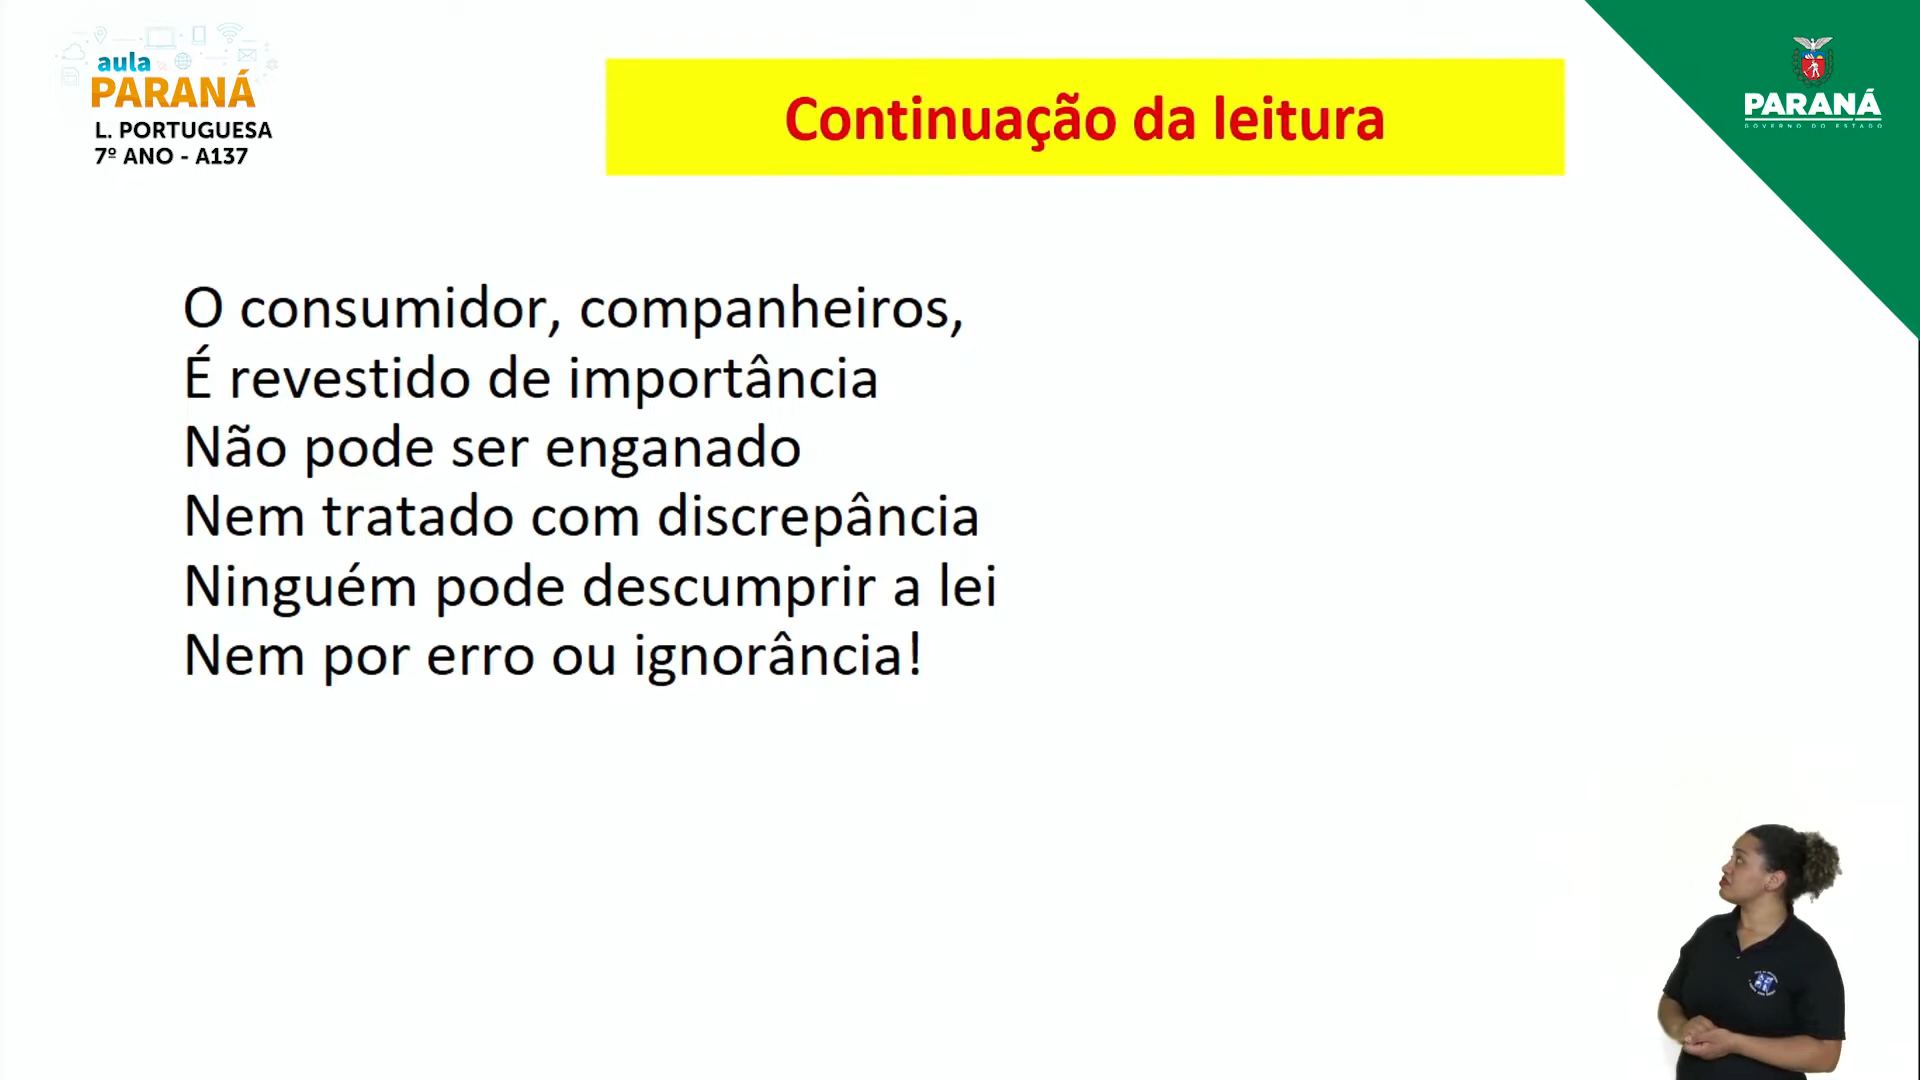 aula
PARANÁ
L. PORTUGUESA
7º ANO - A137
Continuação da leitura
PARANÁ
GOVERNO DO ESTADO
O consumidor, companheiros,
É revestido de importância
Não pode ser enganado
Nem tratado com discrepância
Ninguém pode descumprir a lei
Nem por erro ou ignorância!